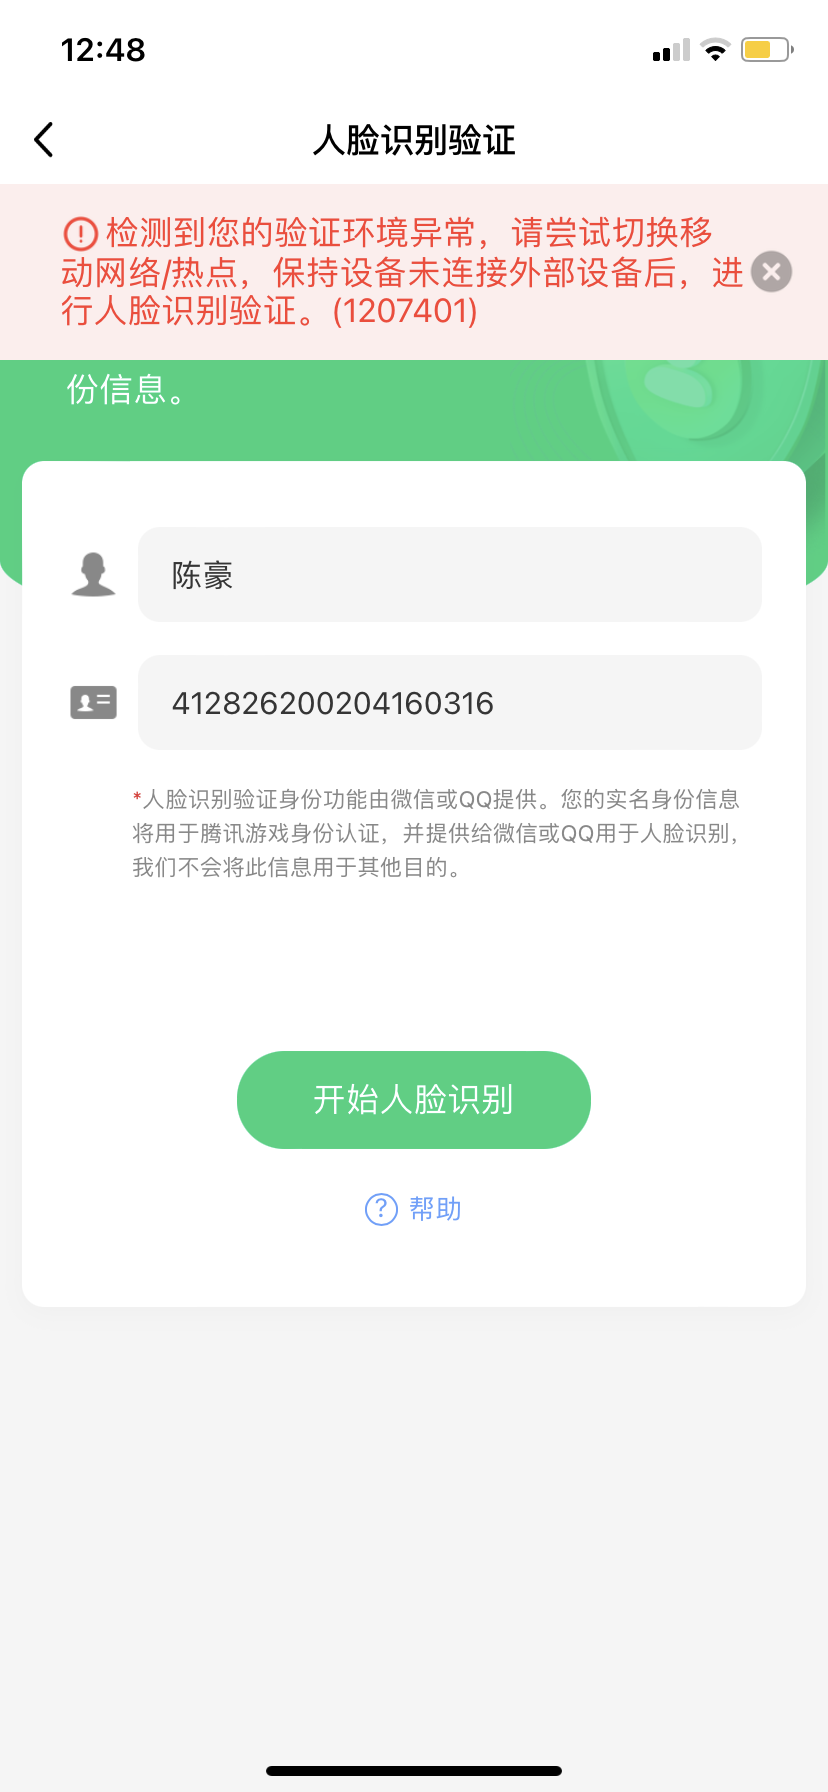 12:48
人脸识别验证
检测到您的验证环境异常，请尝试切换移
动网络/热点，保持设备未连接外部设备后，进
行人脸识别验证。(1207401)
份信息。
陈豪
412826200204160316
*人脸识别验证身份功能由微信或QQ提供。您的实名身份信息
将用于腾讯游戏身份认证，并提供给微信或QQ用于人脸识别，
我们不会将此信息用于其他目的。
开始人脸识别
帮助